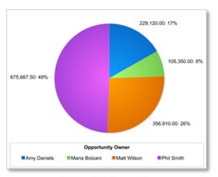 229,120.00: 17%
105,350.00: 8%
356,910.00: 26%
675,667.50: 49%
Opportunity Owner
Amy Daniels
Maria Bolzani
Matt Wilson
Phil Smith